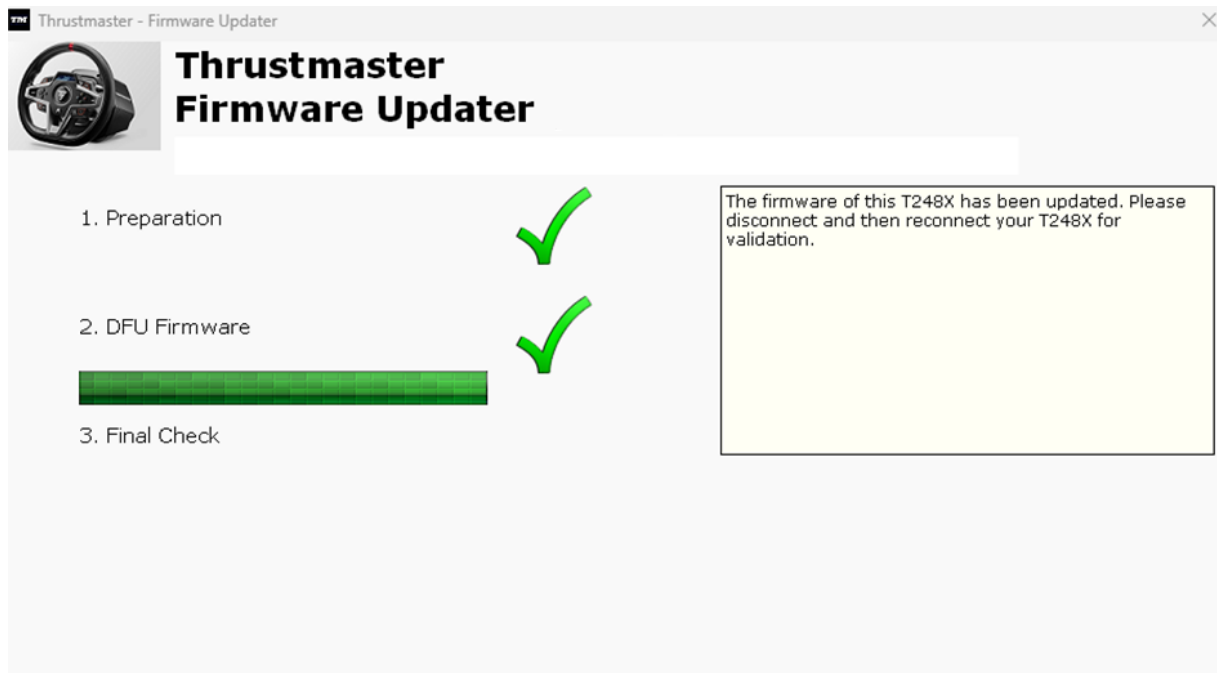 TM Thrustmaster - Firmware Updater
Thrustmaster
Firmware Updater
1. Preparation
2. DFU Firmware
3. Final Check
The firmware of this T248X has been updated. Please
disconnect and then reconnect your T248X for
validation.